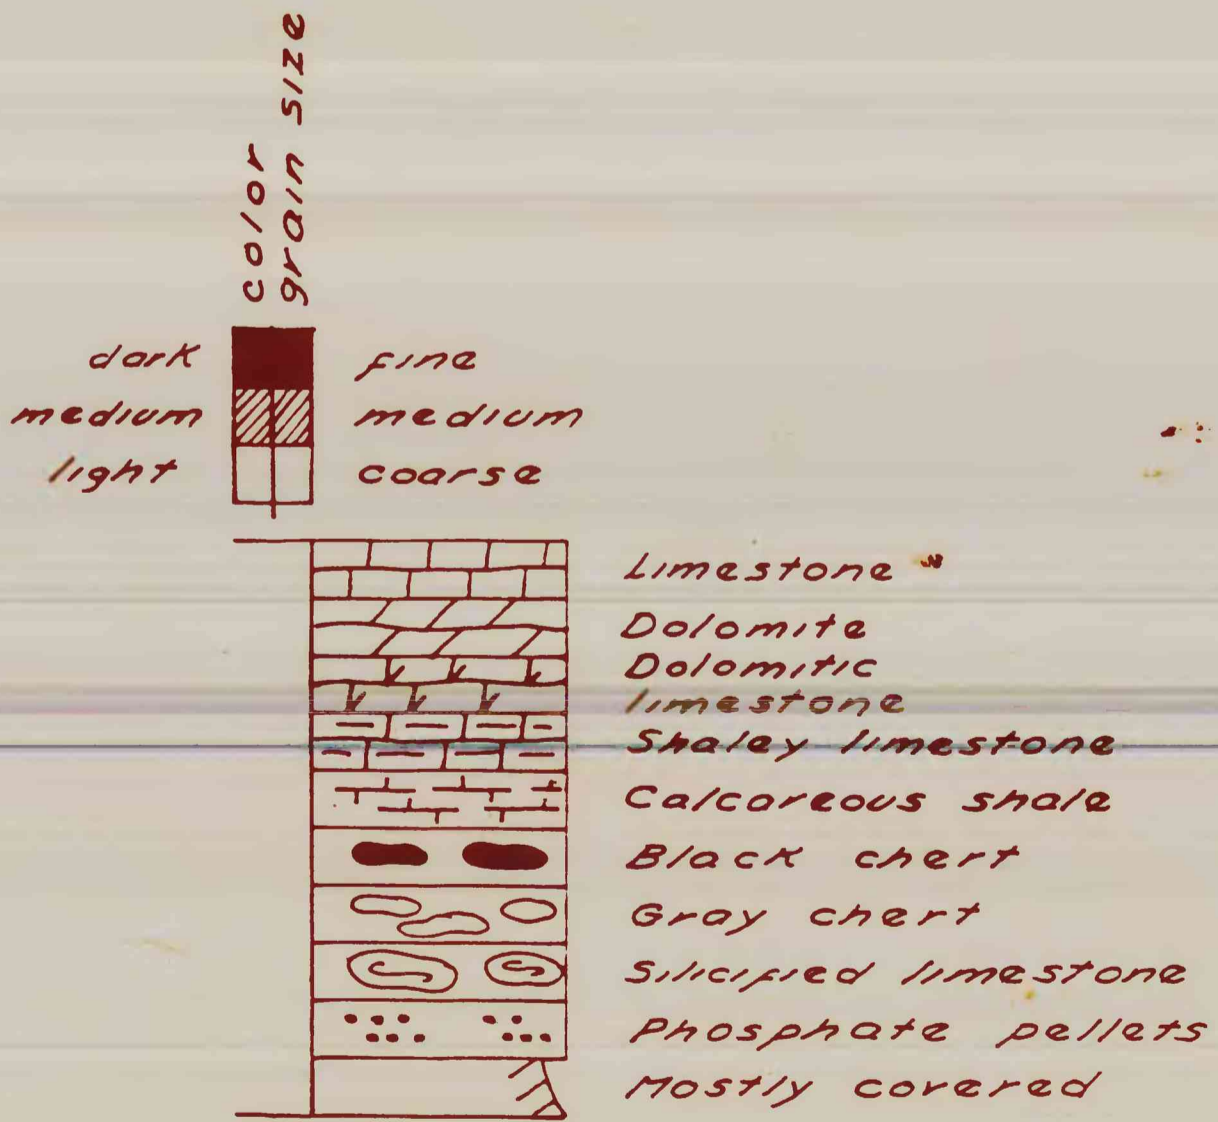 color
grain size
dark fine
medium medium
light coarse
Limestone
Dolomite
Dolomitic
limestone
Shaley limestone
Calcareous shale
Black chert
Gray chert
Silicified limestone
Phosphate pellets
Mostly covered